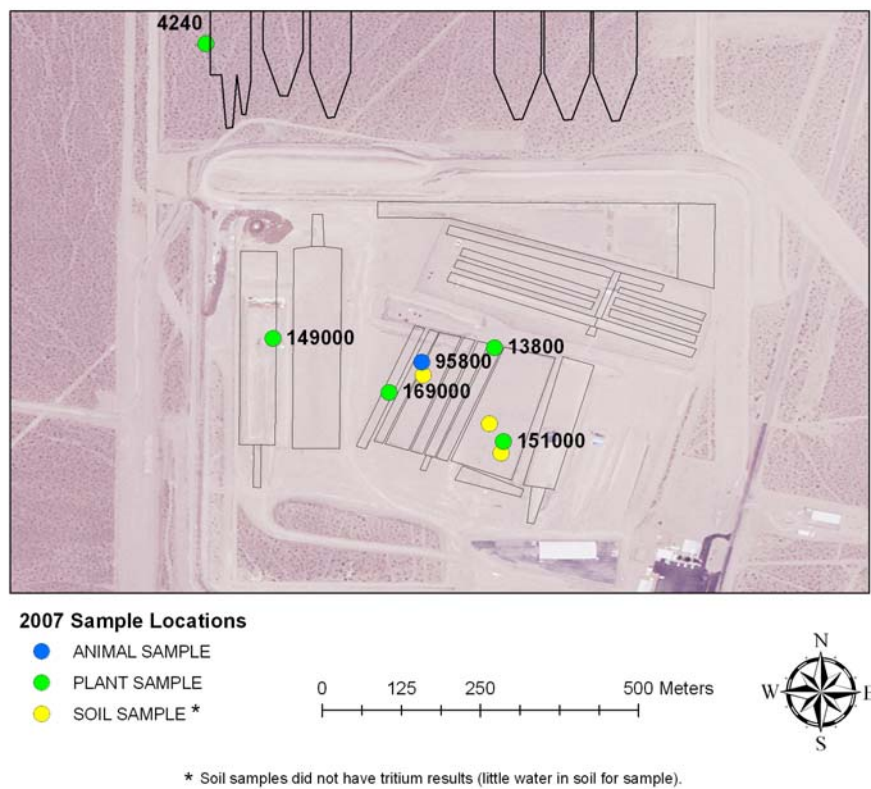 4240
149000
95800
13800
169000
151000
2007 Sample Locations
ANIMAL SAMPLE
PLANT SAMPLE
SOIL SAMPLE *
0 125 250 500 Meters
N
W E
S
* Soil samples did not have tritium results (little water in soil for sample).